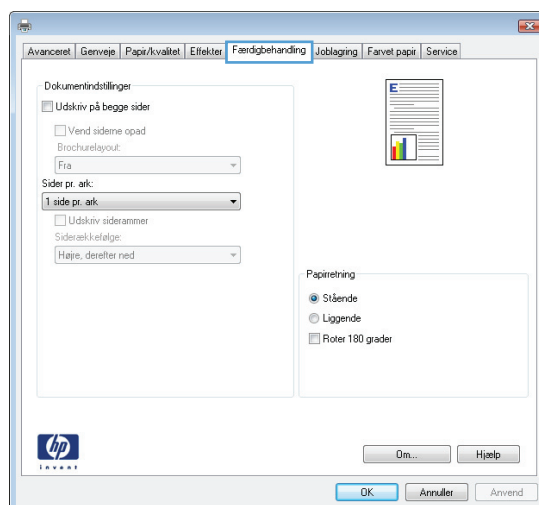 Avanceret Genveje Papir/kvalitet Effekter Færdigbehandling Joblagring Farvet papir Service
Dokumentindstillinger
Udskriv på begge sider
Vend siderne opad
Brochurelayout:
Fra
Sider pr. ark:
1 side pr. ark
Udskriv siderammer
Siderækkefølge:
Højre, derefter ned
E
Papirretning
Stående
Liggende
Roter 180 grader
hp
invent
Om... Hjælp
OK Annuller Anvend